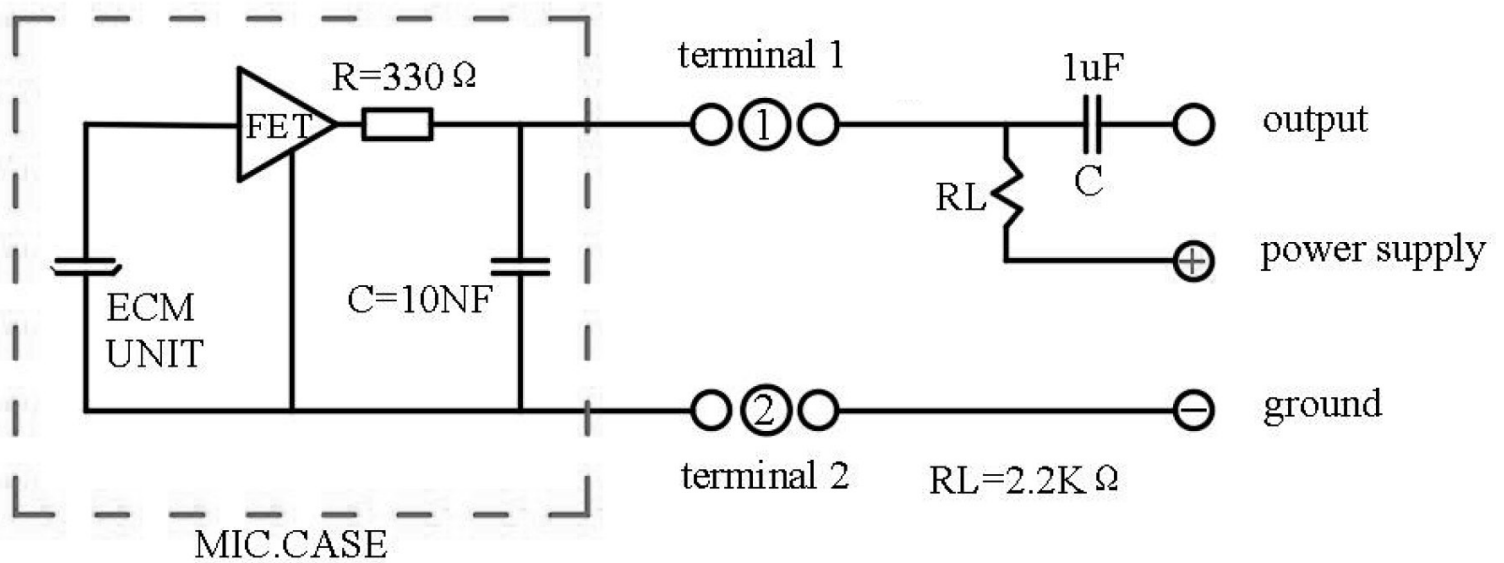 terminal 1
R=330 Ω
1uF
FET
1
output
C
RL
power supply
+
ECM
UNIT
C=10NF
2
−
ground
terminal 2
RL=2.2K Ω
MIC.CASE